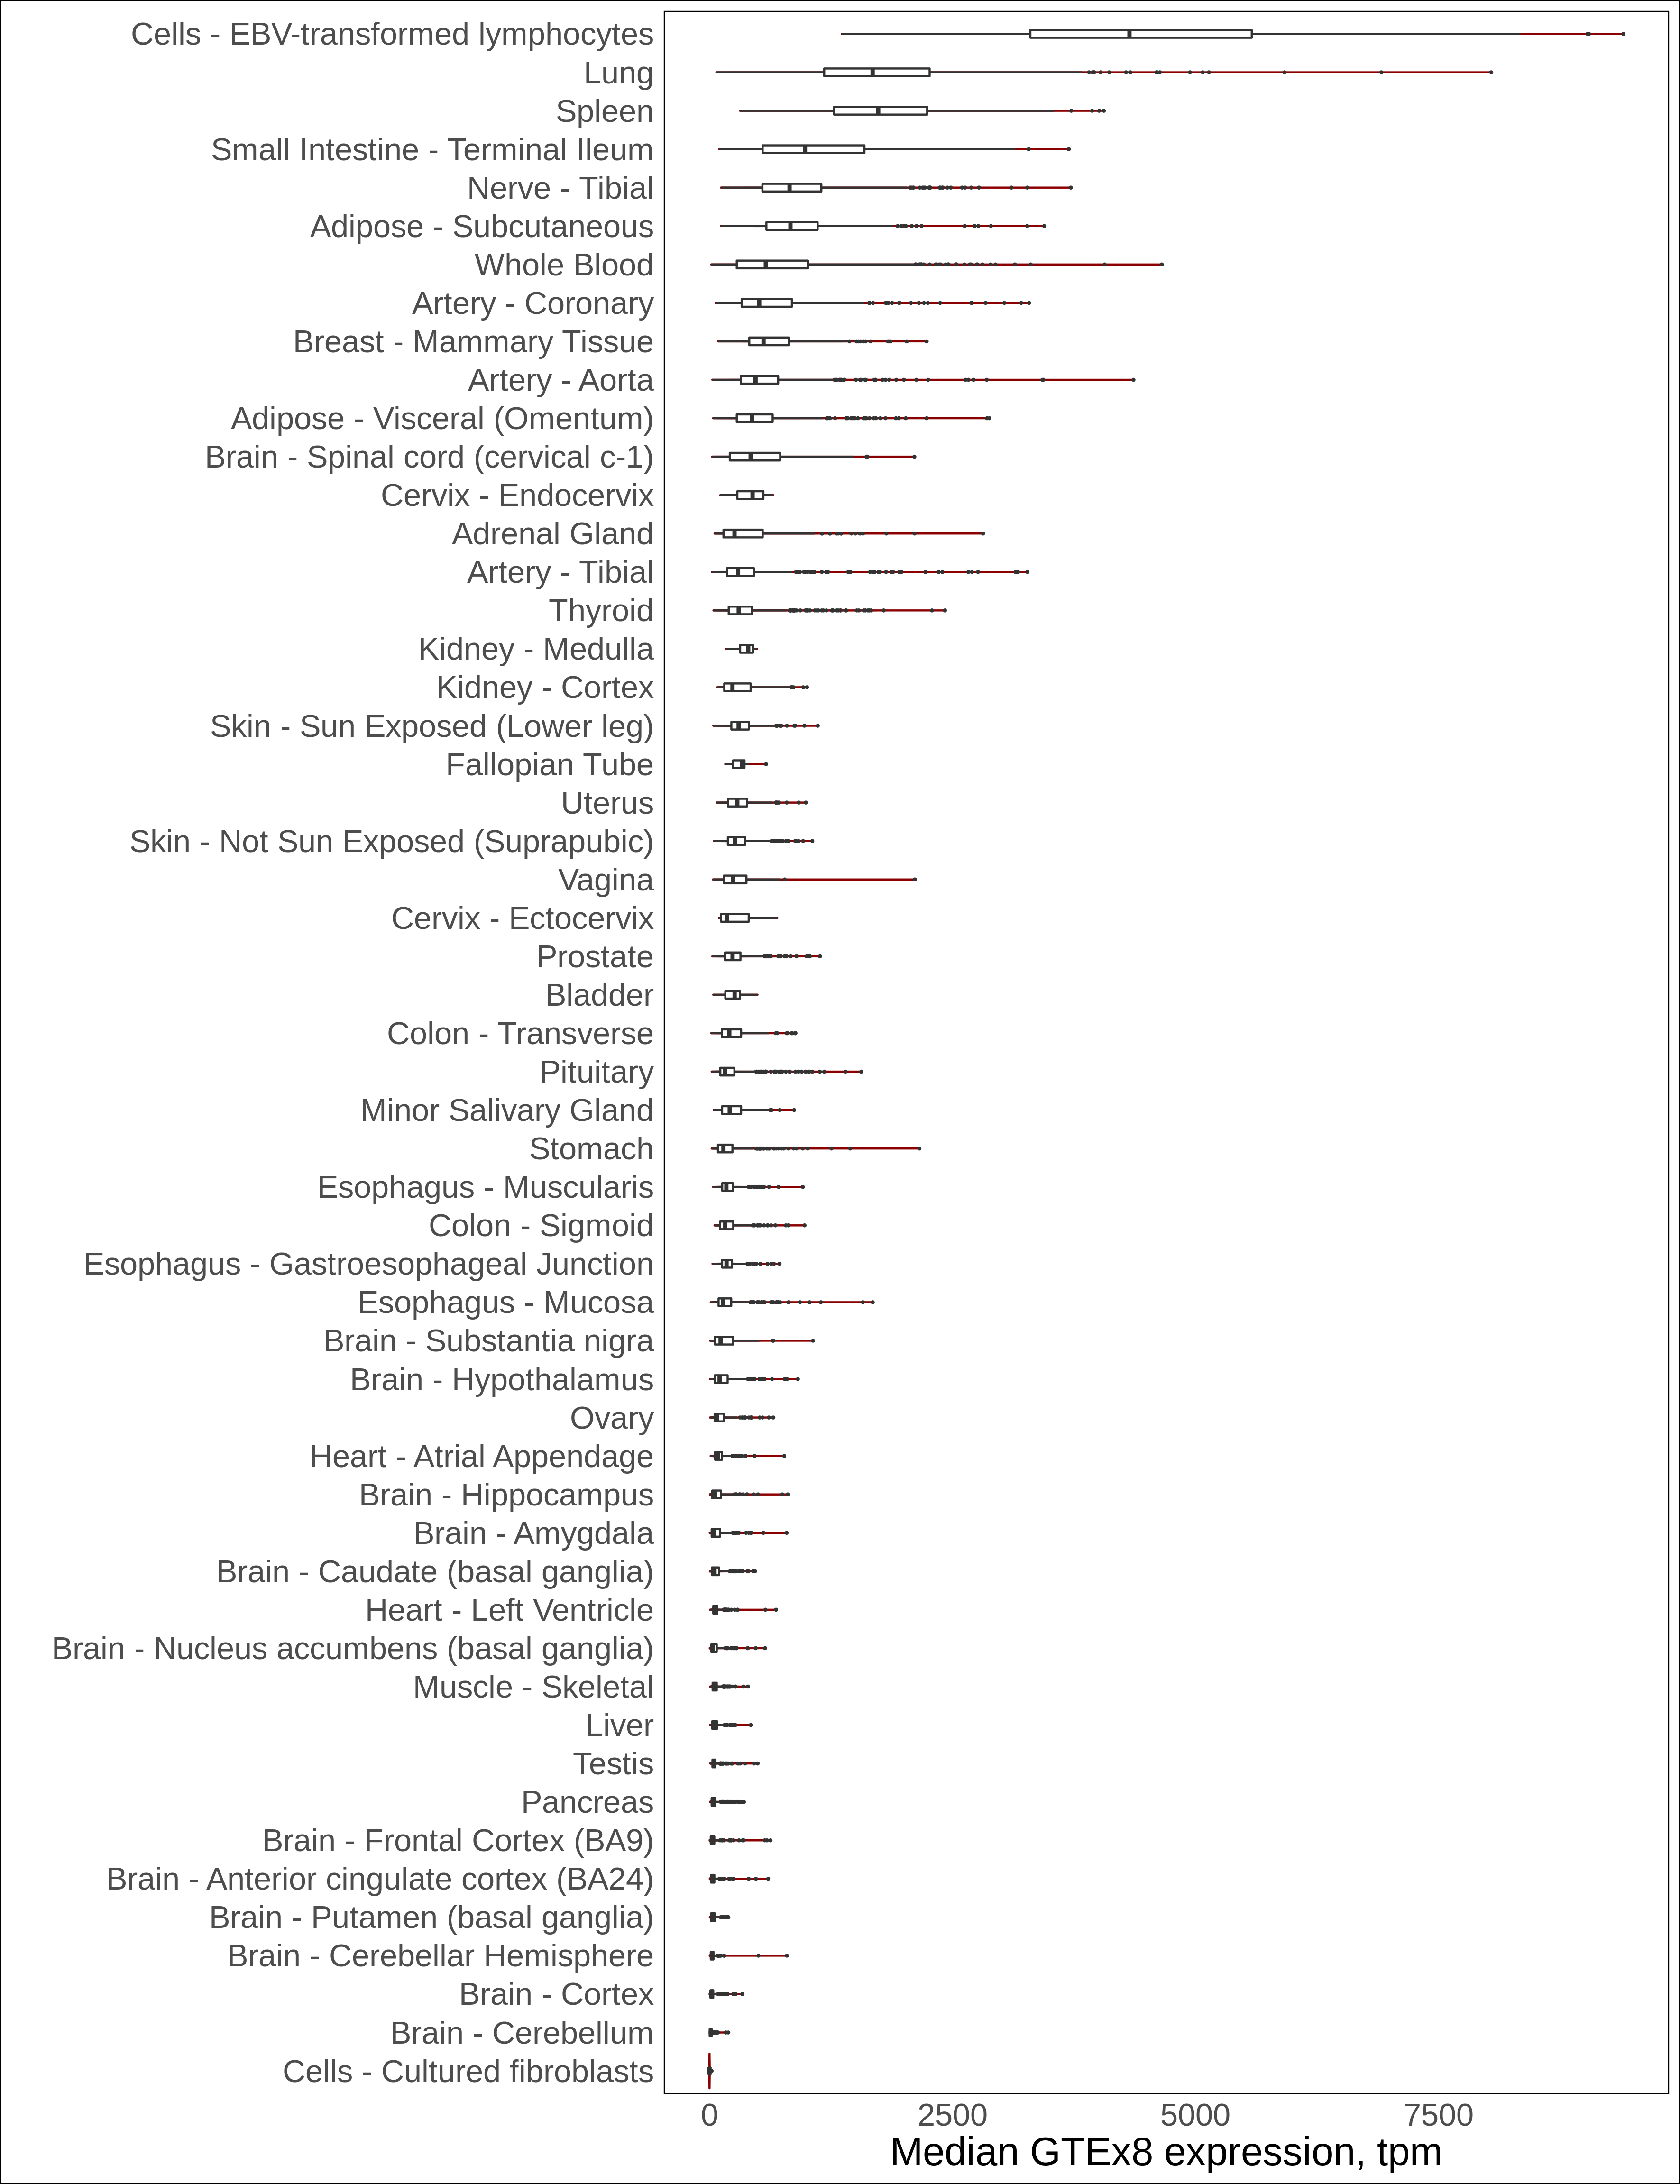 Cells - EBV-transformed lymphocytes
Lung
Spleen
Small Intestine - Terminal Ileum
Nerve - Tibial
Adipose - Subcutaneous
Whole Blood
Artery - Coronary
Breast - Mammary Tissue
Artery - Aorta
Adipose - Visceral (Omentum)
Brain - Spinal cord (cervical c-1)
Cervix - Endocervix
Adrenal Gland
Artery - Tibial
Thyroid
Kidney - Medulla
Kidney - Cortex
Skin - Sun Exposed (Lower leg)
Fallopian Tube
Uterus
Skin - Not Sun Exposed (Suprapubic)
Vagina
Cervix - Ectocervix
Prostate
Bladder
Colon - Transverse
Pituitary
Minor Salivary Gland
Stomach
Esophagus - Muscularis
Colon - Sigmoid
Esophagus - Gastroesophageal Junction
Esophagus - Mucosa
Brain - Substantia nigra
Brain - Hypothalamus
Ovary
Heart - Atrial Appendage
Brain - Hippocampus
Brain - Amygdala
Brain - Caudate (basal ganglia)
Heart - Left Ventricle
Brain - Nucleus accumbens (basal ganglia)
Muscle - Skeletal
Liver
Testis
Pancreas
Brain - Frontal Cortex (BA9)
Brain - Anterior cingulate cortex (BA24)
Brain - Putamen (basal ganglia)
Brain - Cerebellar Hemisphere
Brain - Cortex
Brain - Cerebellum
Cells - Cultured fibroblasts
0 2500 5000 7500
Median GTEx8 expression, tpm